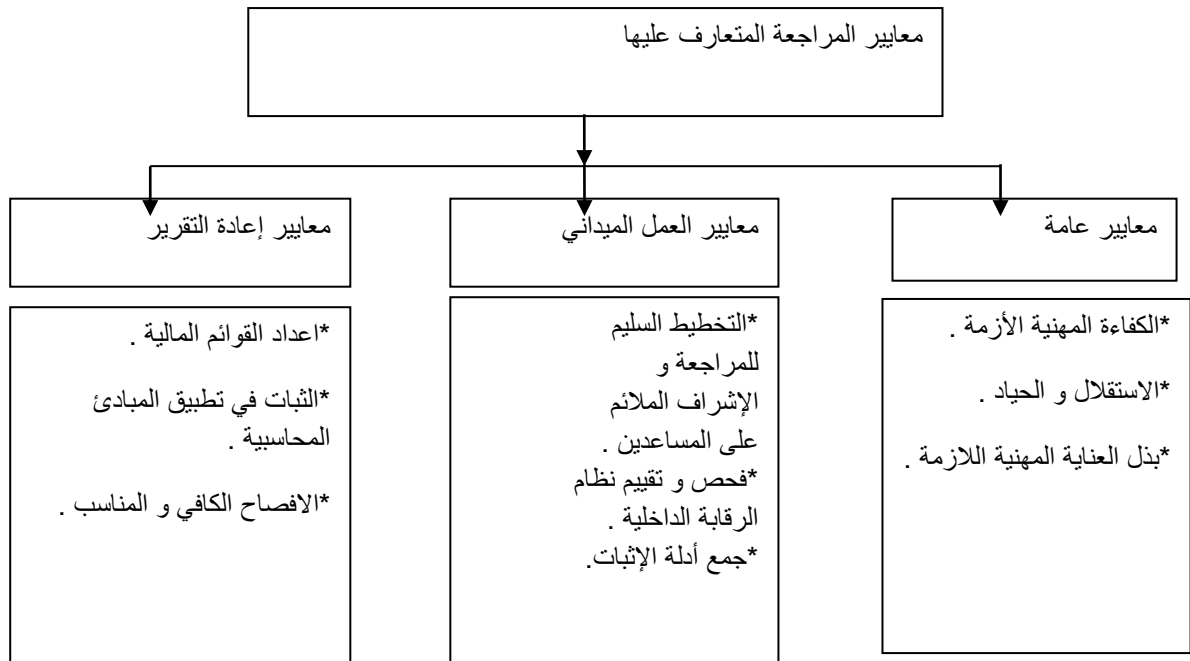 معايير المراجعة المتعارف عليها
معايير عامة
معايير العمل الميداني
معايير إعادة التقرير
*الكفاءة المهنية الأزمة .
*الاستقلال و الحياد .
*بذل العناية المهنية اللازمة .
*التخطيط السليم
للمراجعة و
الإشراف الملائم
على المساعدين .
*فحص و تقييم نظام
الرقابة الداخلية .
*جمع أدلة الإثبات.
*اعداد القوائم المالية .
*الثبات في تطبيق المبادئ
المحاسبية .
*الافصاح الكافي و المناسب .